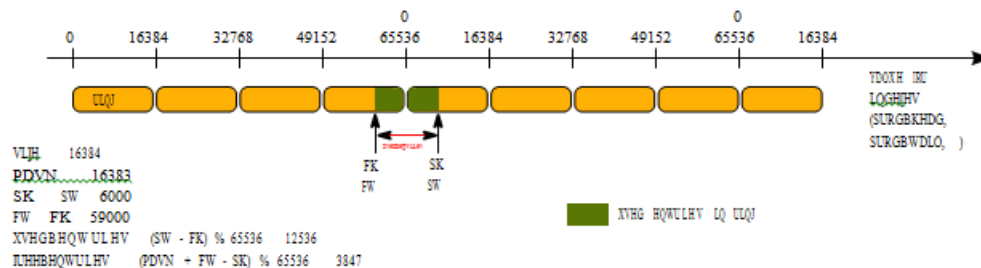 0 0
0 16384 32768 49152 65536 16384 32768 49152 65536 16384
ULQJ
YDOXH IRU
LQGHIHV
(SURGBKHDG,
SURGBWDLO, )
FK SK
FW SW
VLJH 16384
PDVN 16383
SK SW 6000
FW FK 59000
XVHG HQWULHV LQ ULQJ
XVHGBHQWULHV (SW - FK) % 65536 12536
IUHHBHQWULHV (PDVN + FW - SK) % 65536 3847